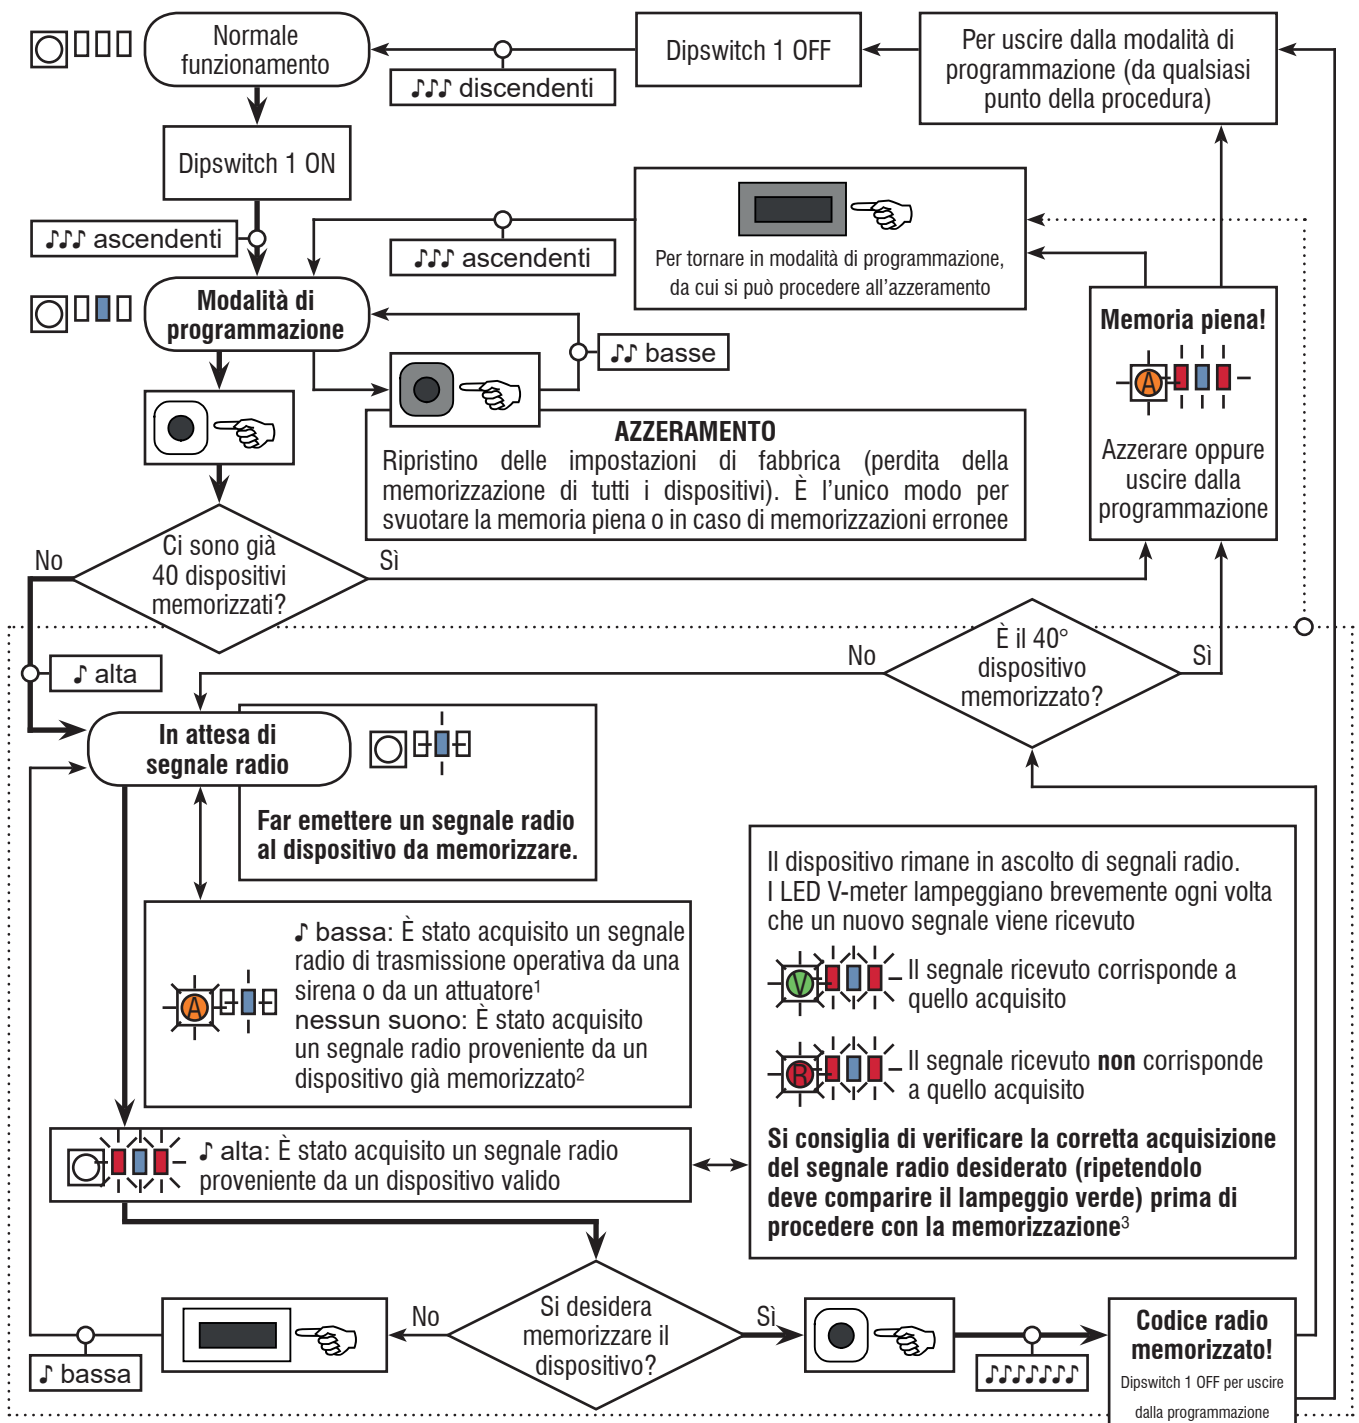 Normale
funzionamento
♪♪♪ discendenti
Dipswitch 1 OFF
Per uscire dalla modalità di
programmazione (da qualsiasi
punto della procedura)
Dipswitch 1 ON
♪♪♪ ascendenti
♪♪♪ ascendenti
Per tornare in modalità di programmazione,
da cui si può procedere all’azzeramento
Modalità di
programmazione
♪♪ basse
Memoria piena!
A
Azzerare oppure
uscire dalla
programmazione
AZZERAMENTO
Ripristino delle impostazioni di fabbrica (perdita della
memorizzazione di tutti i dispositivi). È l’unico modo per
svuotare la memoria piena o in caso di memorizzazioni erronee
Ci sono già
40 dispositivi
memorizzati?
No
Sì
♪ alta
È il 40°
dispositivo
memorizzato?
No
Sì
In attesa di
segnale radio
Far emettere un segnale radio
al dispositivo da memorizzare.
A
♪ bassa: È stato acquisito un segnale
radio di trasmissione operativa da una
sirena o da un attuatore¹
nessun suono: È stato acquisito
un segnale radio proveniente da un
dispositivo già memorizzato²
Il dispositivo rimane in ascolto di segnali radio.
I LED V-meter lampeggiano brevemente ogni volta
che un nuovo segnale viene ricevuto
V
Il segnale ricevuto corrisponde a
quello acquisito
R
Il segnale ricevuto non corrisponde
a quello acquisito
Si consiglia di verificare la corretta acquisizione
del segnale radio desiderato (ripetendolo
deve comparire il lampeggio verde) prima di
procedere con la memorizzazione³
♪ alta: È stato acquisito un segnale radio
proveniente da un dispositivo valido
Si desidera
memorizzare il
dispositivo?
No
Sì
♪ bassa
♪♪♪♪♪♪♪
Codice radio
memorizzato!
Dipswitch 1 OFF per uscire
dalla programmazione